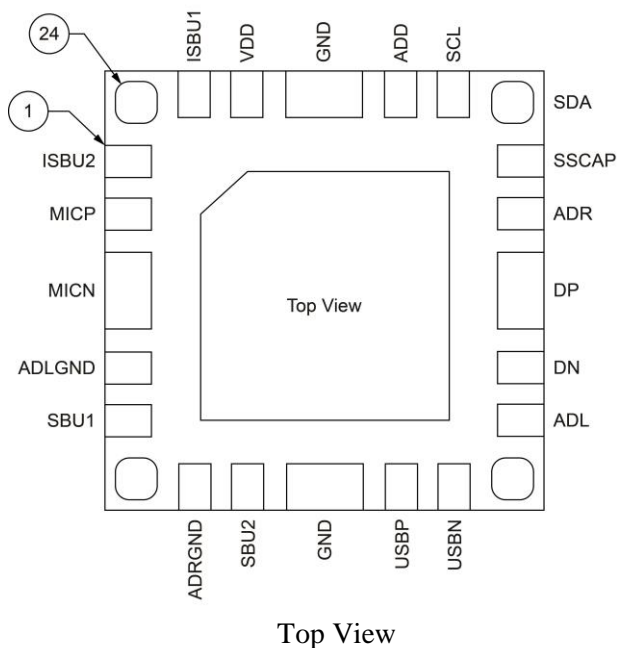 24
ISBU1
VDD
GND
ADD
SCL
1
SDA
ISBU2
SSCAP
MICP
ADR
MICN
Top View
DP
ADLGND
DN
SBU1
ADL
ADRGND
SBU2
GND
USBP
USBN
Top View